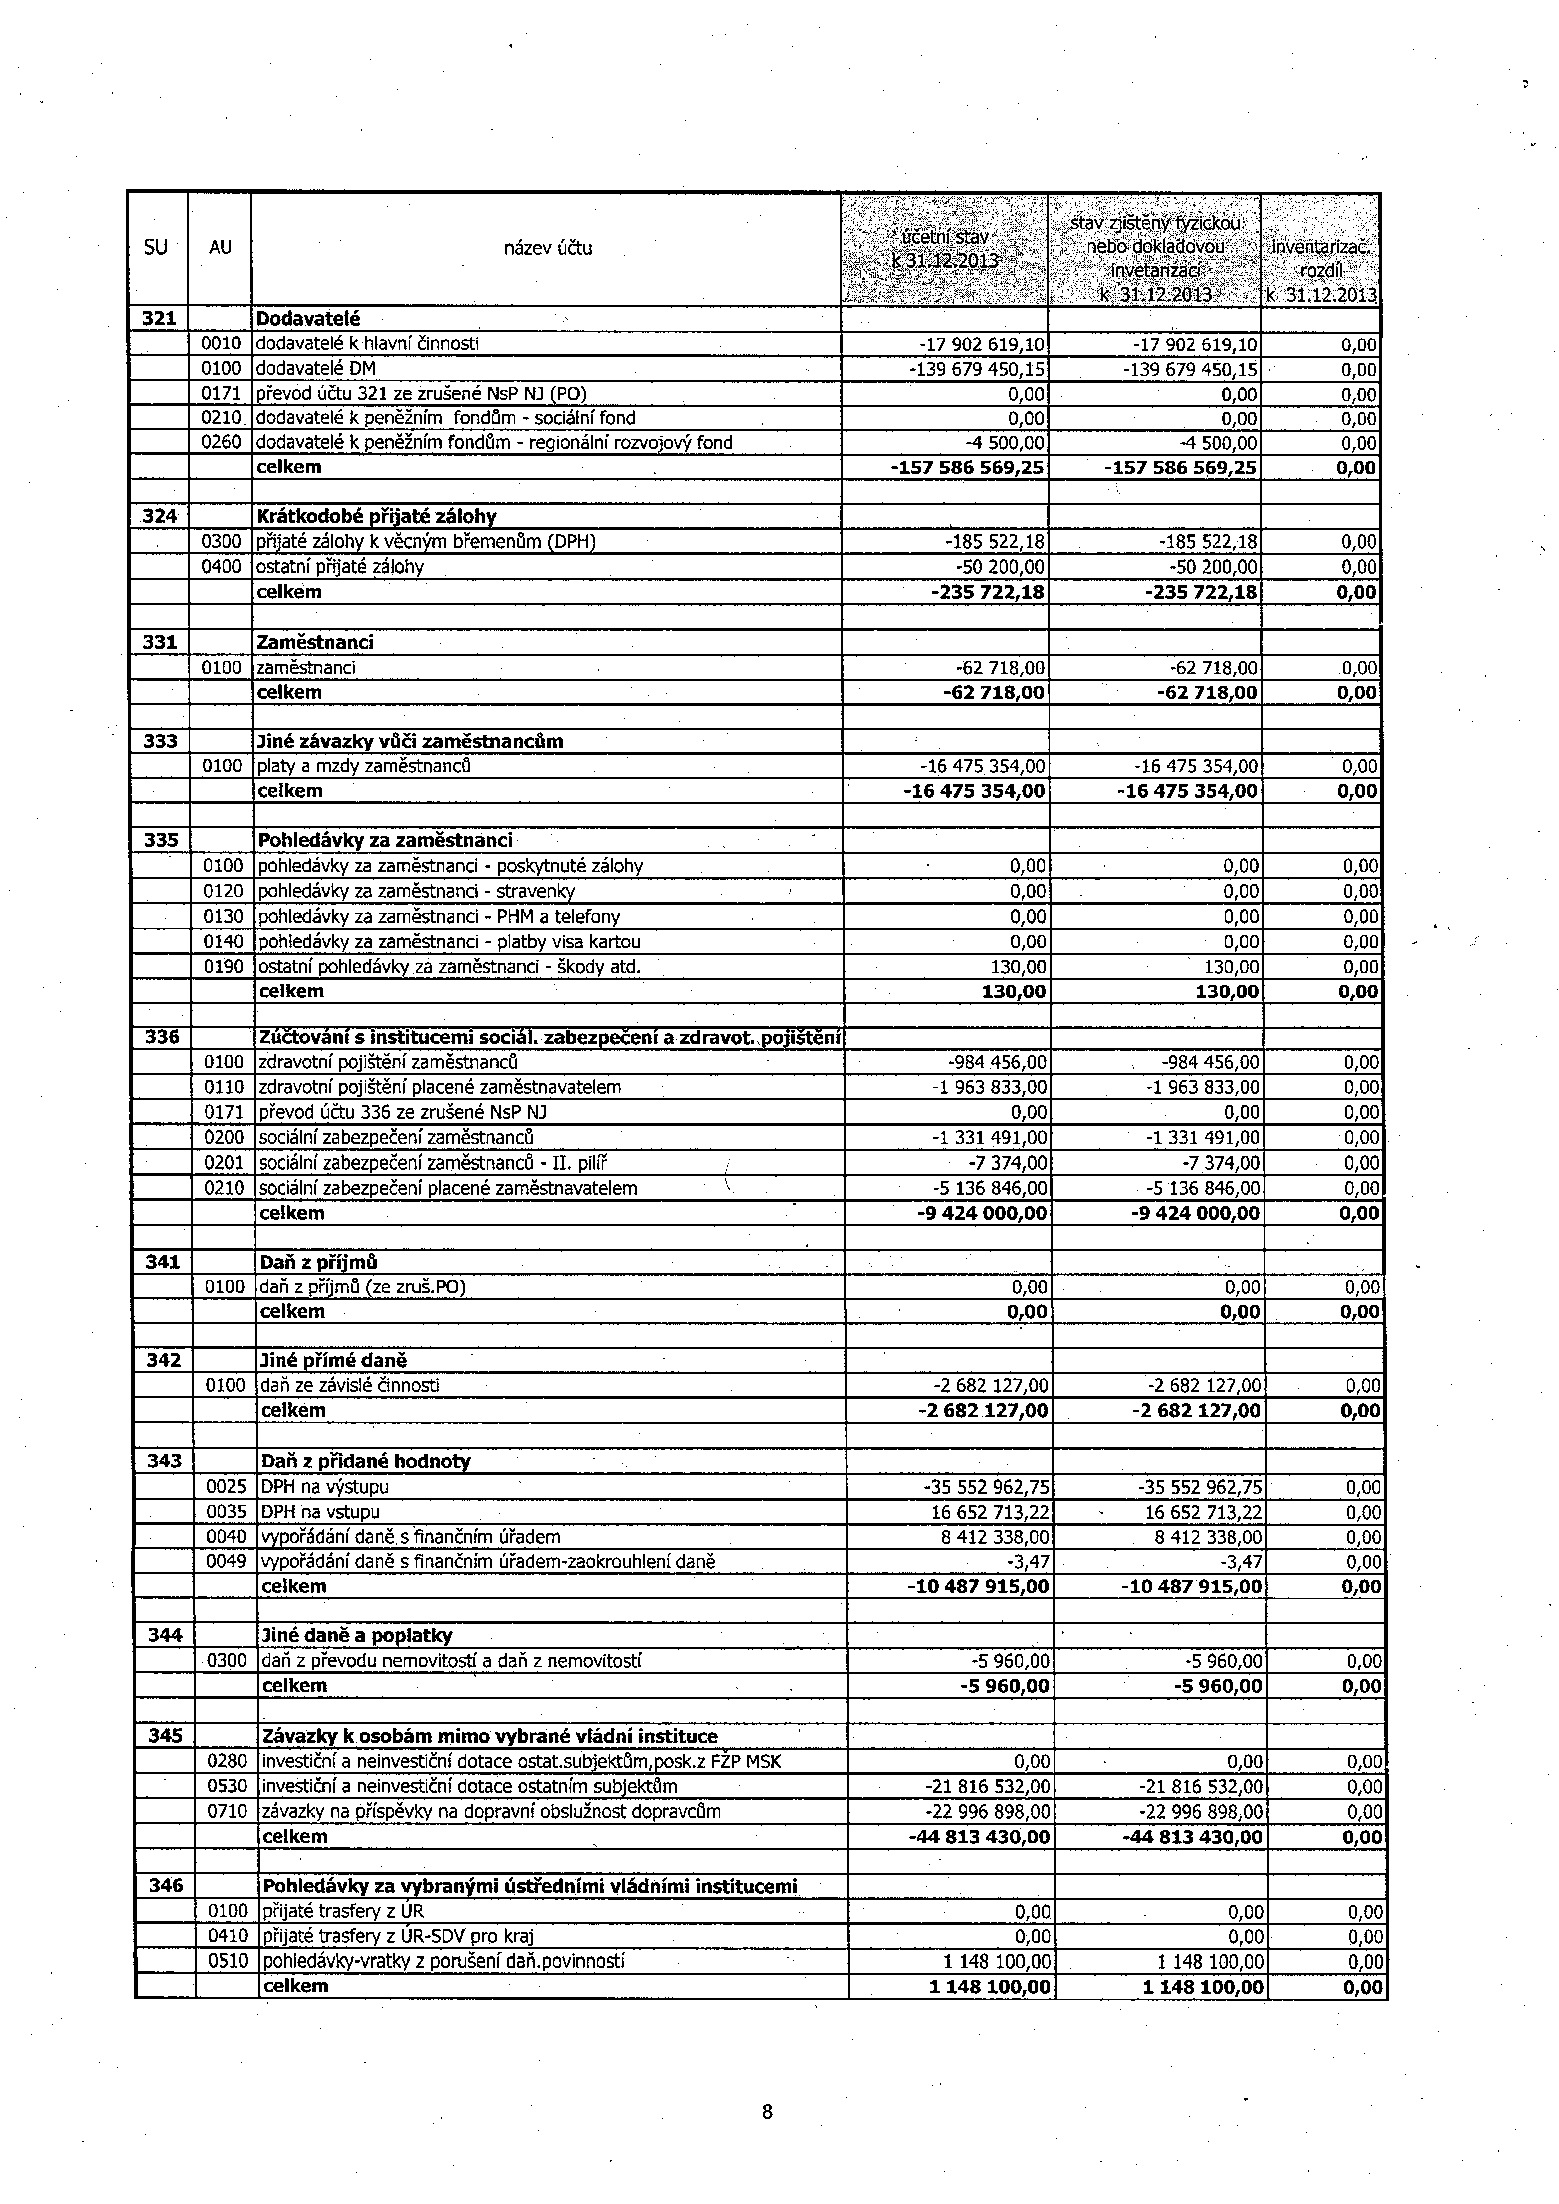 SU AU název účtu účetní stav k 31.12.2013 stav zjištěný fyzickou nebo dokladovou invetarizací k 31.12.2013 inventarizač. rozdíl k 31.12.2013
321 Dodavatelé
0010 dodavatelé k hlavní činnosti -17 902 619,10 -17 902 619,10 0,00
0100 dodavatelé DM -139 679 450,15 -139 679 450,15 0,00
0171 převod účtu 321 ze zrušené NsP NJ (PO) 0,00 0,00 0,00
0210 dodavatelé k peněžním fondům - sociální fond 0,00 0,00 0,00
0260 dodavatelé k peněžním fondům - regionální rozvojový fond -4 500,00 -4 500,00 0,00
celkem -157 586 569,25 -157 586 569,25 0,00
324 Krátkodobé přijaté zálohy
0300 přijaté zálohy k věcným břemenům (DPH) -185 522,18 -185 522,18 0,00
0400 ostatní přijaté zálohy -50 200,00 -50 200,00 0,00
celkem -235 722,18 -235 722,18 0,00
331 Zaměstnanci
0100 zaměstnanci -62 718,00 -62 718,00 0,00
celkem -62 718,00 -62 718,00 0,00
333 Jiné závazky vůči zaměstnancům
0100 platy a mzdy zaměstnanců -16 475 354,00 -16 475 354,00 0,00
celkem -16 475 354,00 -16 475 354,00 0,00
335 Pohledávky za zaměstnanci
0100 pohledávky za zaměstnanci - poskytnuté zálohy 0,00 0,00 0,00
0120 pohledávky za zaměstnanci - stravenky 0,00 0,00 0,00
0130 pohledávky za zaměstnanci - PHM a telefony 0,00 0,00 0,00
0140 pohledávky za zaměstnanci - platby visa kartou 0,00 0,00 0,00
0190 ostatní pohledávky za zaměstnanci - škody atd. 130,00 130,00 0,00
celkem 130,00 130,00 0,00
336 Zúčtování s institucemi sociál. zabezpečení a zdravot. pojištění
0100 zdravotní pojištění zaměstnanců -984 456,00 -984 456,00 0,00
0110 zdravotní pojištění placené zaměstnavatelem -1 963 833,00 -1 963 833,00 0,00
0171 převod účtu 336 ze zrušené NsP NJ 0,00 0,00 0,00
0200 sociální zabezpečení zaměstnanců -1 331 491,00 -1 331 491,00 0,00
0201 sociální zabezpečení zaměstnanců - II. pilíř -7 374,00 -7 374,00 0,00
0210 sociální zabezpečení placené zaměstnavatelem -5 136 846,00 -5 136 846,00 0,00
celkem -9 424 000,00 -9 424 000,00 0,00
341 Daň z příjmů
0100 daň z příjmů (ze zruš.PO) 0,00 0,00 0,00
celkem 0,00 0,00 0,00
342 Jiné přímé daně
0100 daň ze závislé činnosti -2 682 127,00 -2 682 127,00 0,00
celkem -2 682 127,00 -2 682 127,00 0,00
343 Daň z přidané hodnoty
0025 DPH na výstupu -35 552 962,75 -35 552 962,75 0,00
0035 DPH na vstupu 16 652 713,22 16 652 713,22 0,00
0040 vypořádání daně s finančním úřadem 8 412 338,00 8 412 338,00 0,00
0049 vypořádání daně s finančním úřadem-zaokrouhlení daně -3,47 -3,47 0,00
celkem -10 487 915,00 -10 487 915,00 0,00
344 Jiné daně a poplatky
0300 daň z převodu nemovitostí a daň z nemovitostí -5 960,00 -5 960,00 0,00
celkem -5 960,00 -5 960,00 0,00
345 Závazky k osobám mimo vybrané vládní instituce
0280 investiční a neinvestiční dotace ostat.subjektům,posk.z FŽP MSK 0,00 0,00 0,00
0530 investiční a neinvestiční dotace ostatním subjektům -21 816 532,00 -21 816 532,00 0,00
0710 závazky na příspěvky na dopravní obslužnost dopravcům -22 996 898,00 -22 996 898,00 0,00
celkem -44 813 430,00 -44 813 430,00 0,00
346 Pohledávky za vybranými ústředními vládními institucemi
0100 přijaté trasfery z ÚR 0,00 0,00 0,00
0410 přijaté trasfery z ÚR-SDV pro kraj 0,00 0,00 0,00
0510 pohledávky-vratky z porušení daň.povinností 1 148 100,00 1 148 100,00 0,00
celkem 1 148 100,00 1 148 100,00 0,00
8